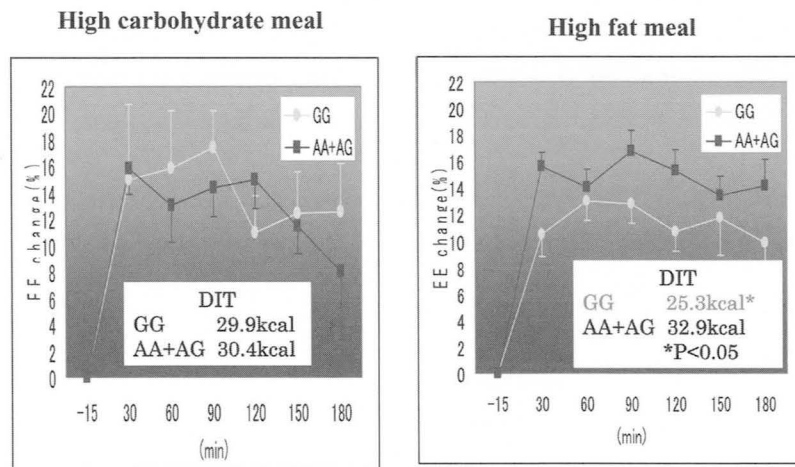 High carbohydrate meal
22
20
18
16
14
12
10
8
6
4
2
0
EE change(%)
GG
AA+AG
DIT
GG 29.9kcal
AA+AG 30.4kcal
-15 30 60 90 120 150 180
(min)
High fat meal
22
20
18
16
14
12
10
8
6
4
2
0
EE change(%)
GG
AA+AG
DIT
GG 25.3kcal*
AA+AG 32.9kcal
*P<0.05
-15 30 60 90 120 150 180
(min)